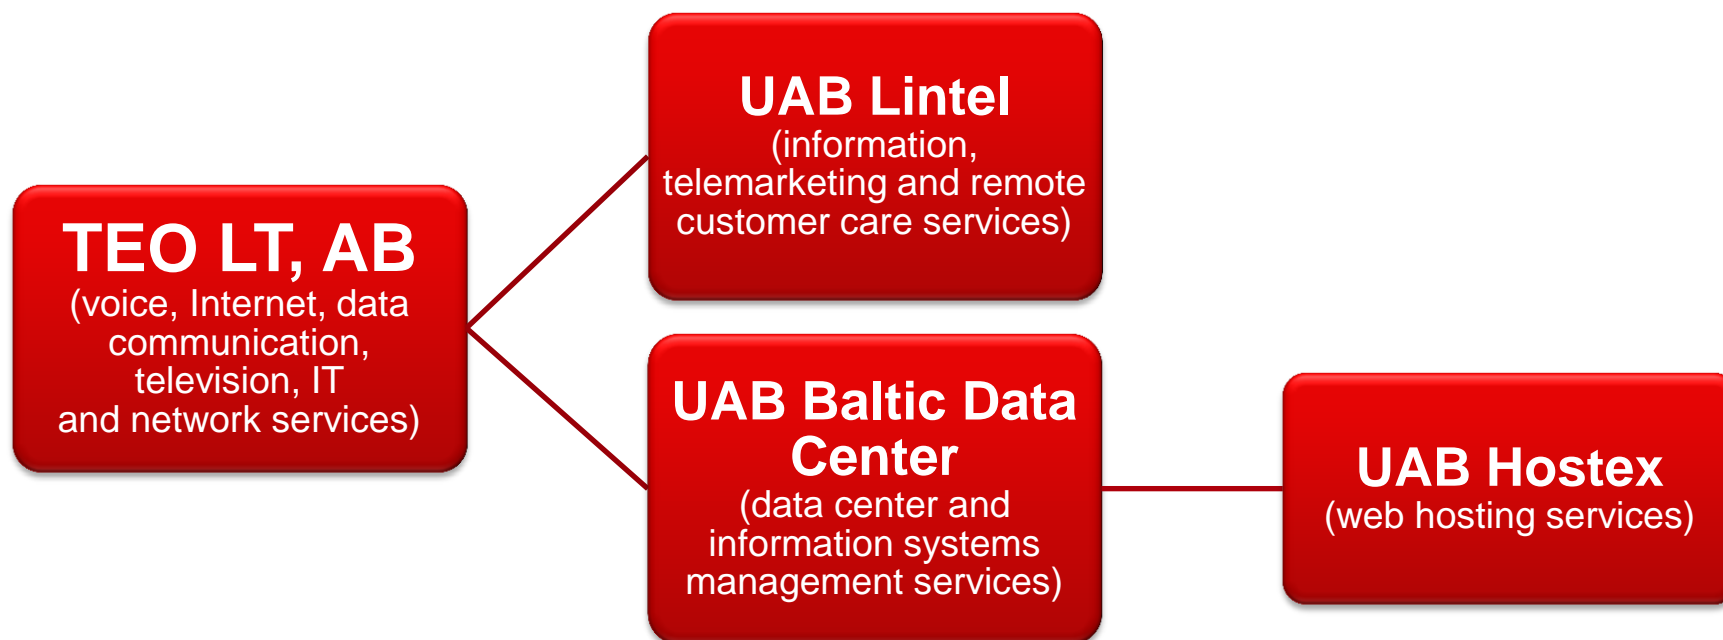 TEO LT, AB
(voice, Internet, data
communication,
television, IT
and network services)
UAB Lintel
(information,
telemarketing and remote
customer care services)
UAB Baltic Data
Center
(data center and
information systems
management services)
UAB Hostex
(web hosting services)